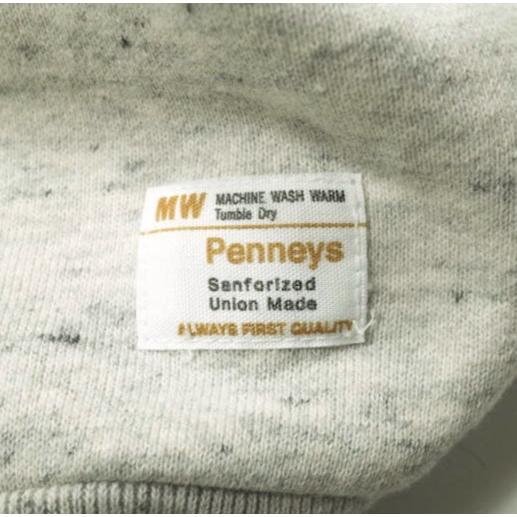 MW MACHINE WASH WARM
Tumble Dry
Penneys
Sanforized
Union Made
ALWAYS FIRST QUALITY